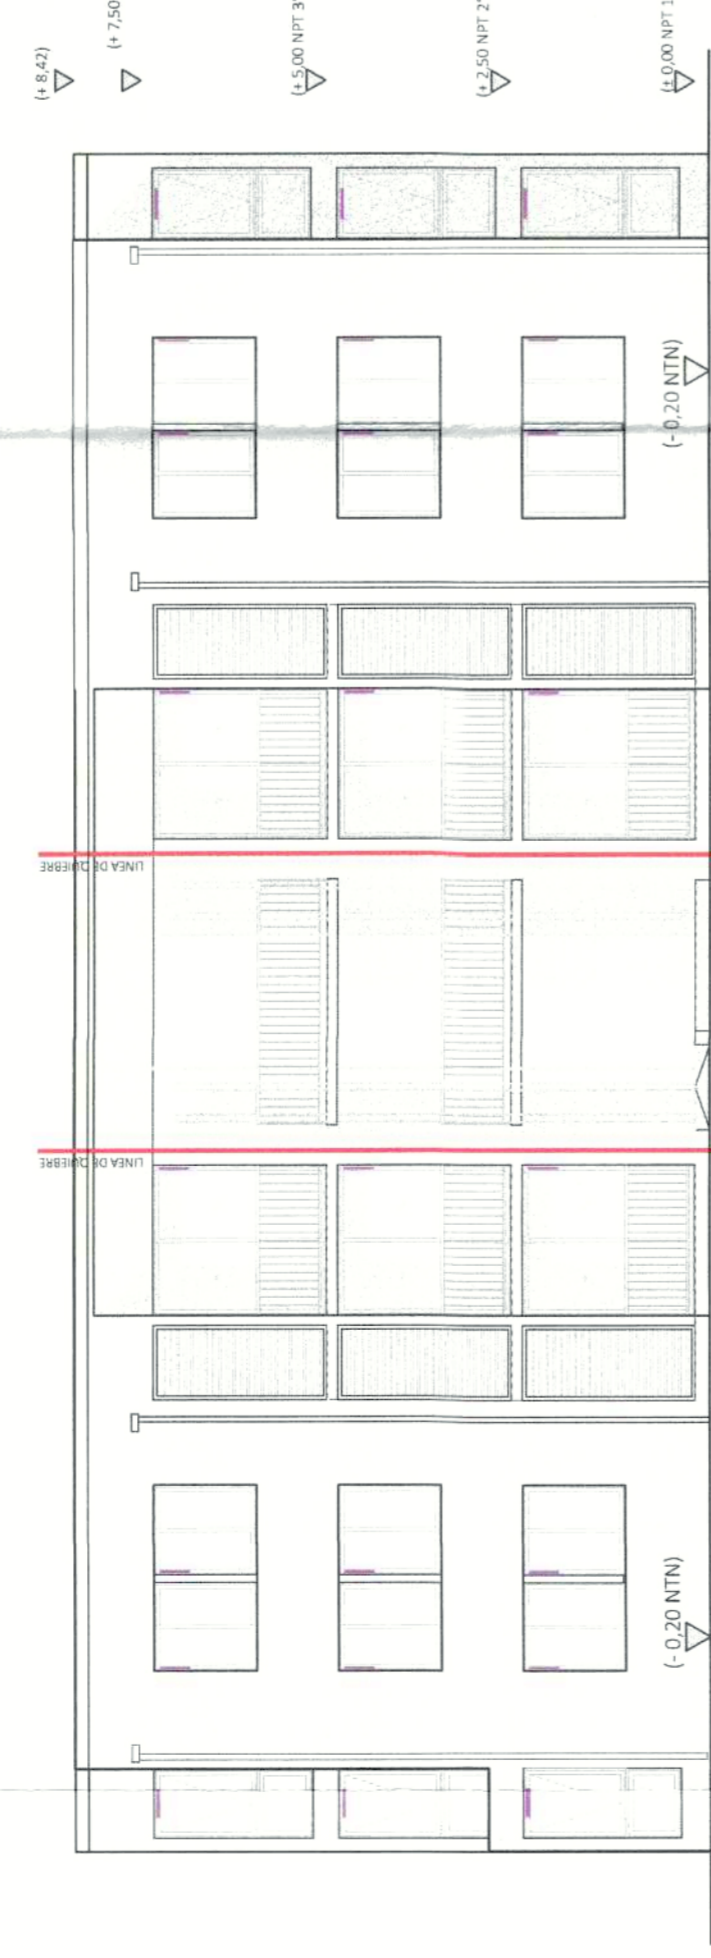 (+ 8,42)
(+ 7,50
(+ 5,00 NPT 3°
(+ 2,50 NPT 2°
(± 0,00 NPT 1
(- 0,20 NTN)
LINEA DE QUIEBRE
LINEA DE QUIEBRE
(- 0,20 NTN)